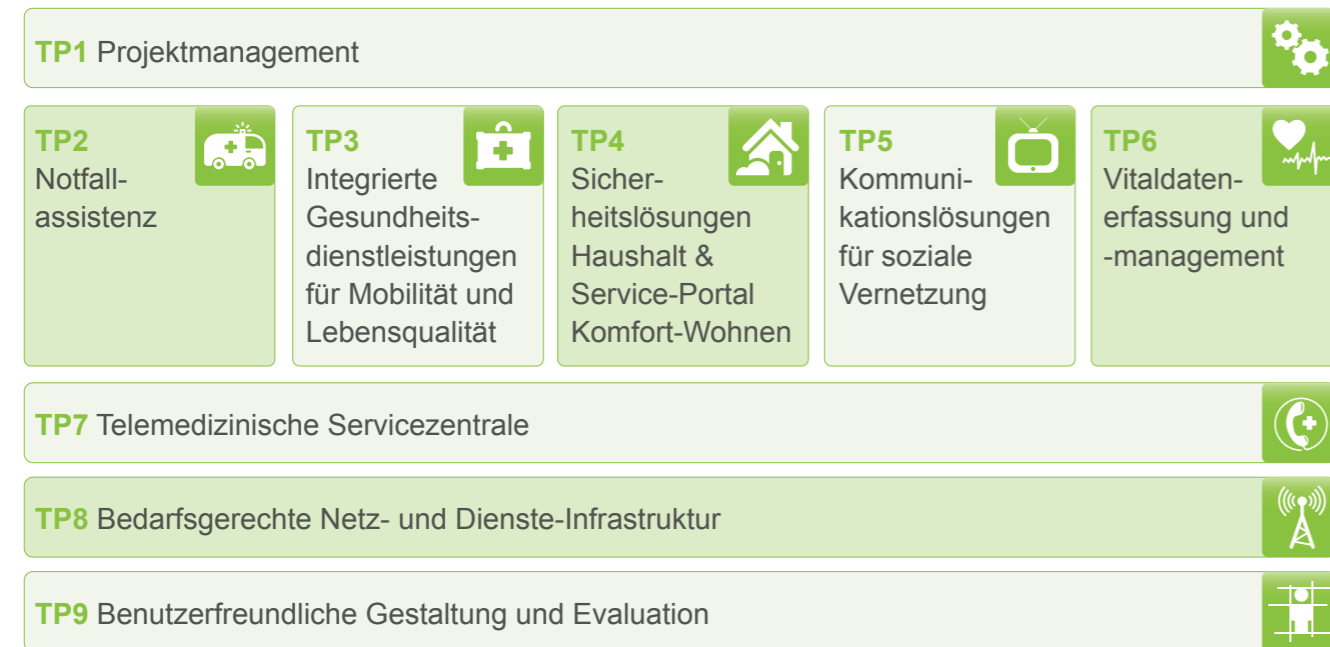 TP1 Projektmanagement
TP2
Notfall-
assistenz
TP3
Integrierte
Gesundheits-
dienstleistungen
für Mobilität und
Lebensqualität
TP4
Sicher-
heitslösungen
Haushalt &
Service-Portal
Komfort-Wohnen
TP5
Kommuni-
kationslösungen
für soziale
Vernetzung
TP6
Vitaldaten-
erfassung und
-management
TP7 Telemedizinische Servicezentrale
TP8 Bedarfsgerechte Netz- und Dienste-Infrastruktur
TP9 Benutzerfreundliche Gestaltung und Evaluation